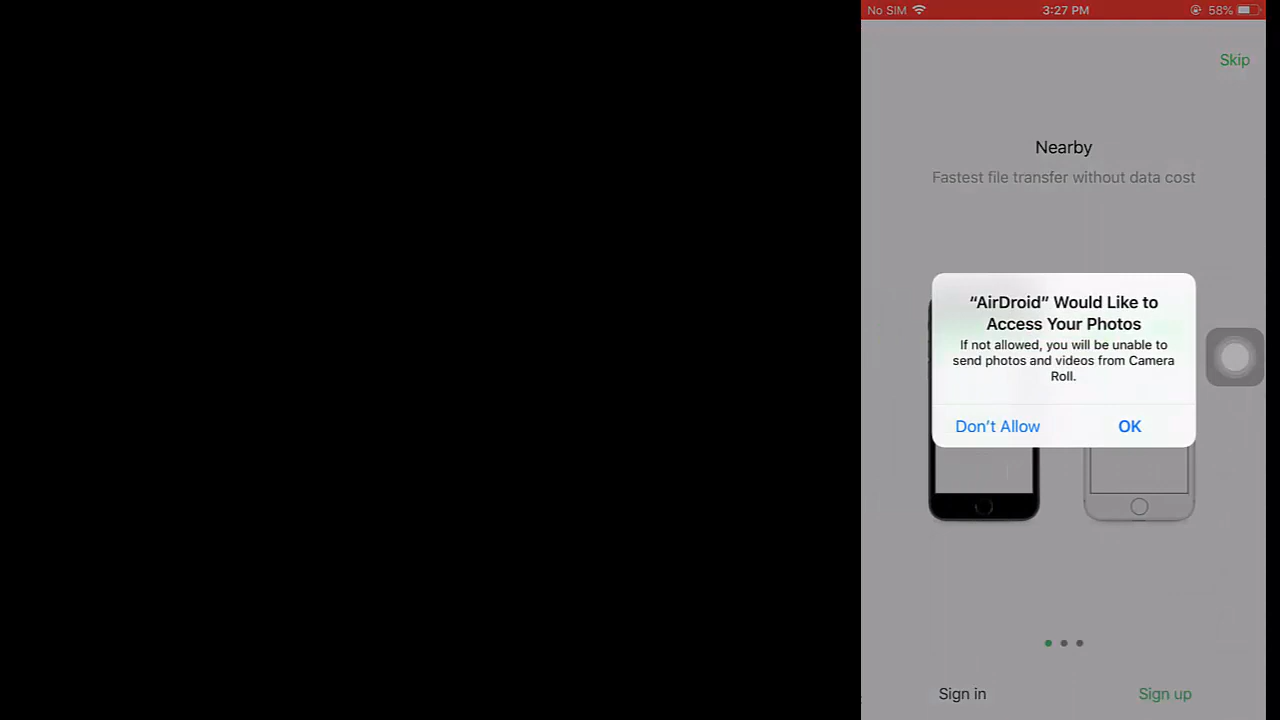 No SIM 3:27 PM 58%
Skip
Nearby
Fastest file transfer without data cost
“AirDroid” Would Like to
Access Your Photos
If not allowed, you will be unable to
send photos and videos from Camera
Roll.
Don’t Allow OK
Sign in Sign up